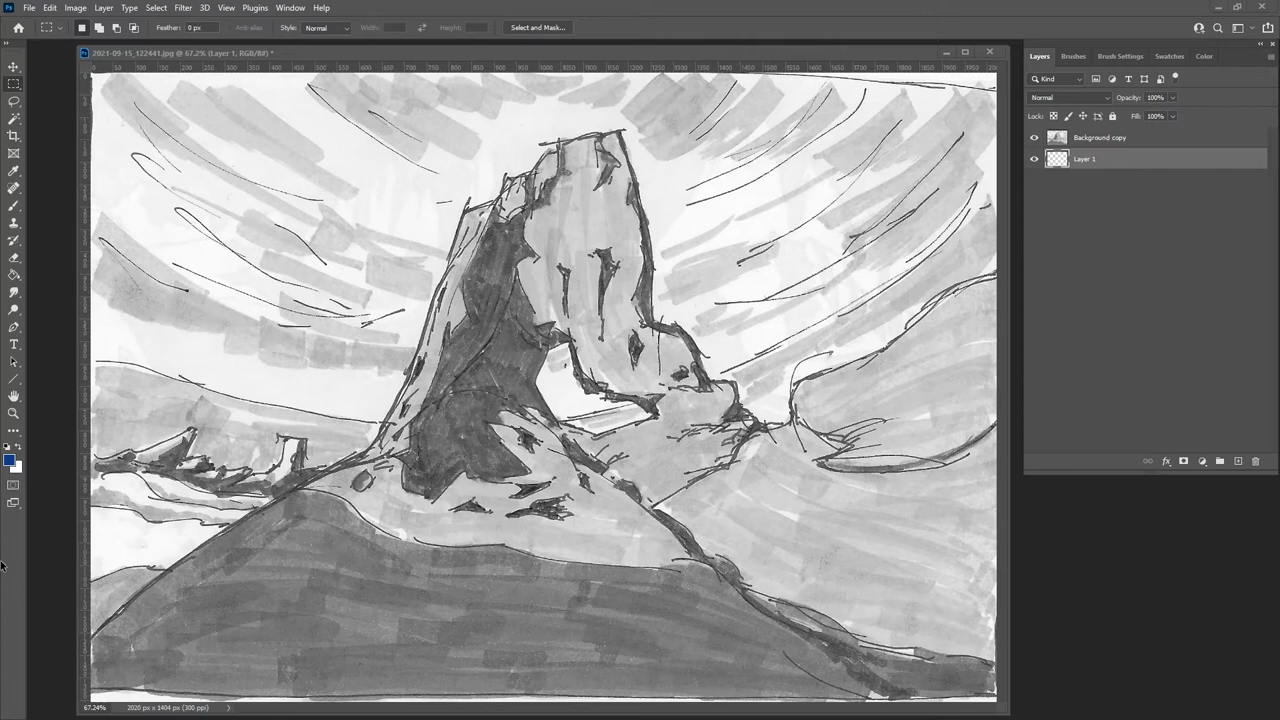 Ps File Edit Image Layer Type Select Filter 3D View Plugins Window Help
Feather: 0 px Anti-alias Style: Normal Width: Height: Select and Mask...
2021-09-15_122441.jpg @ 67.2% (Layer 1, RGB/8#) *
Layers Brushes Brush Settings Swatches Color
Kind
Normal Opacity: 100%
Lock: Fill: 100%
Background copy
Layer 1
67.24% 2020 px x 1404 px (300 ppi)